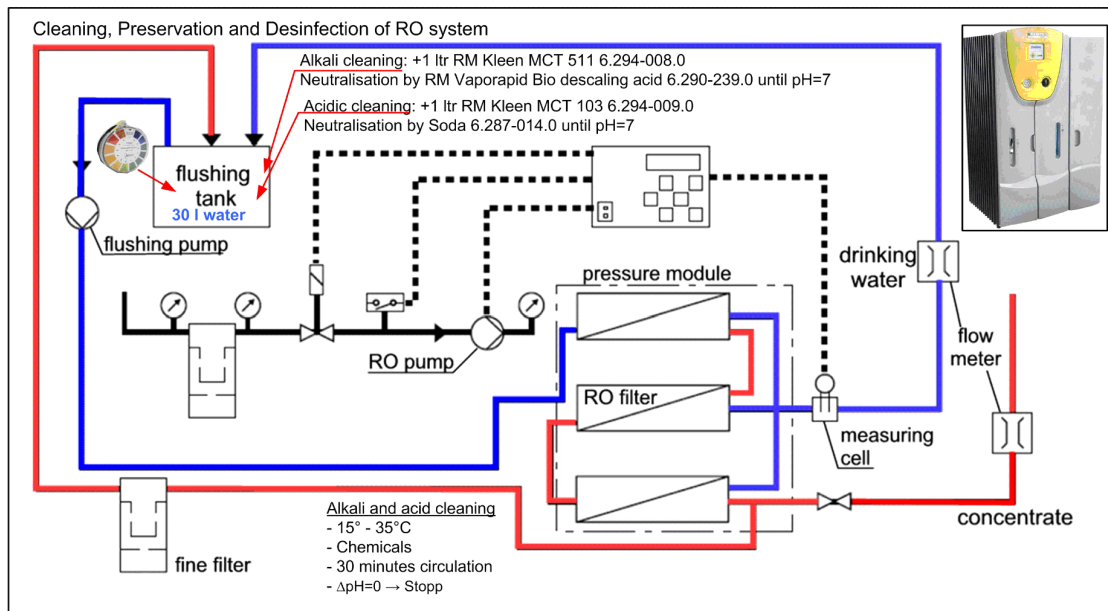 Cleaning, Preservation and Desinfection of RO system
Alkali cleaning: +1 ltr RM Kleen MCT 511 6.294-008.0
Neutralisation by RM Vaporapid Bio descaling acid 6.290-239.0 until pH=7
Acidic cleaning: +1 ltr RM Kleen MCT 103 6.294-009.0
Neutralisation by Soda 6.287-014.0 until pH=7
flushing
tank
30 l water
flushing pump
drinking
water
pressure module
flow
meter
RO pump
RO filter
measuring
cell
concentrate
fine filter
Alkali and acid cleaning
- 15° - 35°C
- Chemicals
- 30 minutes circulation
- ΔpH=0 → Stopp